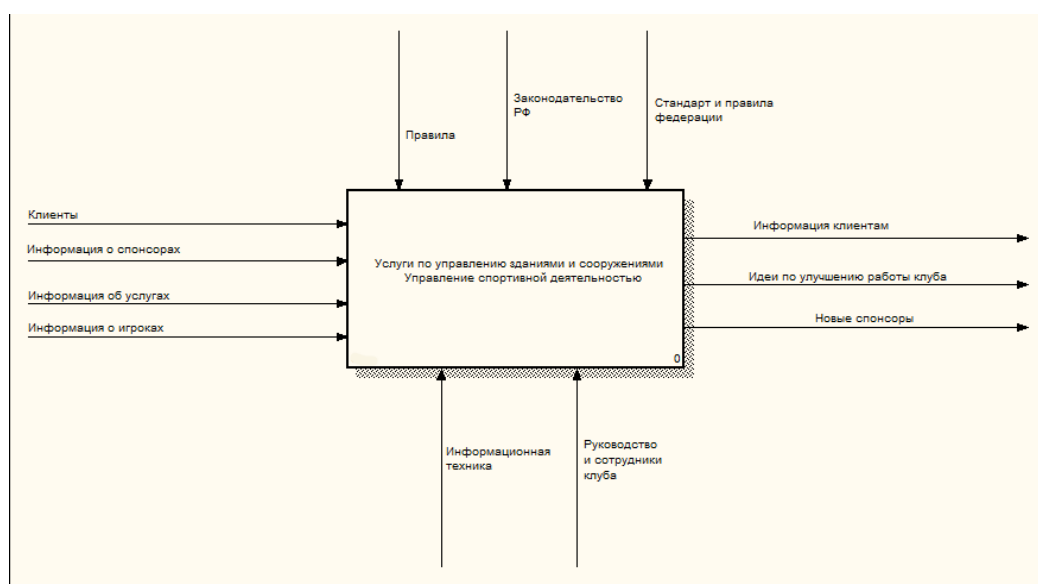 Законодательство
РФ
Стандарт и правила
федерации
Правила
Клиенты
Информация о спонсорах
Информация об услугах
Информация о игроках
Услуги по управлению зданиями и сооружениями
Управление спортивной деятельностью
0
Информация клиентам
Идеи по улучшению работы клуба
Новые спонсоры
Информационная
техника
Руководство
и сотрудники
клуба